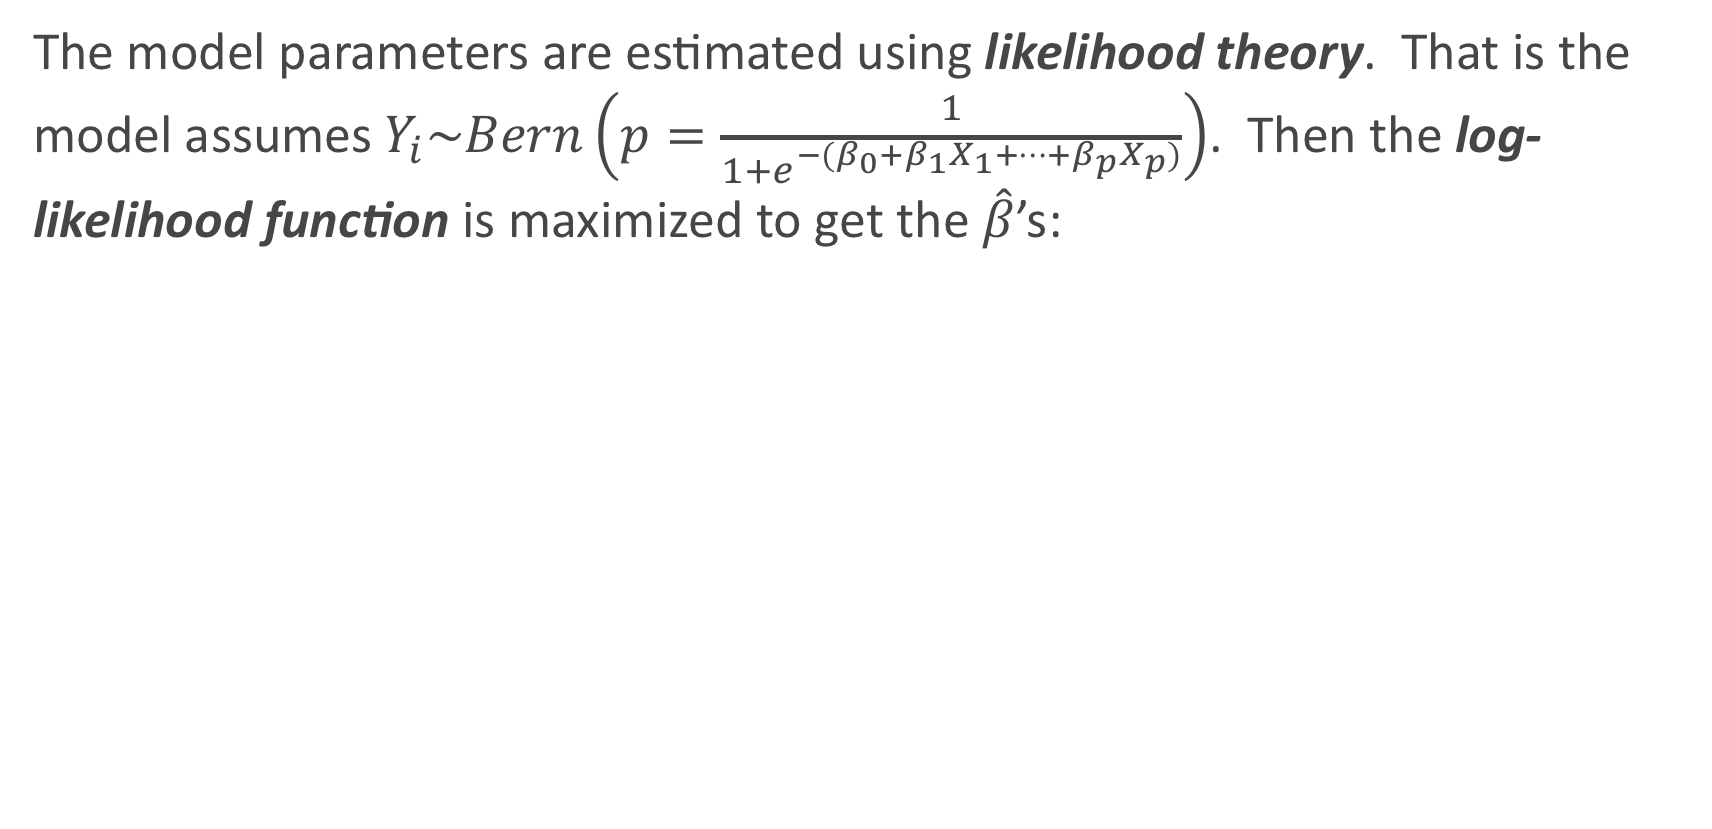 The model parameters are estimated using likelihood theory. That is the
model assumes Y_i~Bern (p = 1/(1+e^−(β_0+β_1X_1+⋯+β_pX_p))). Then the log-
likelihood function is maximized to get the β̂’s: